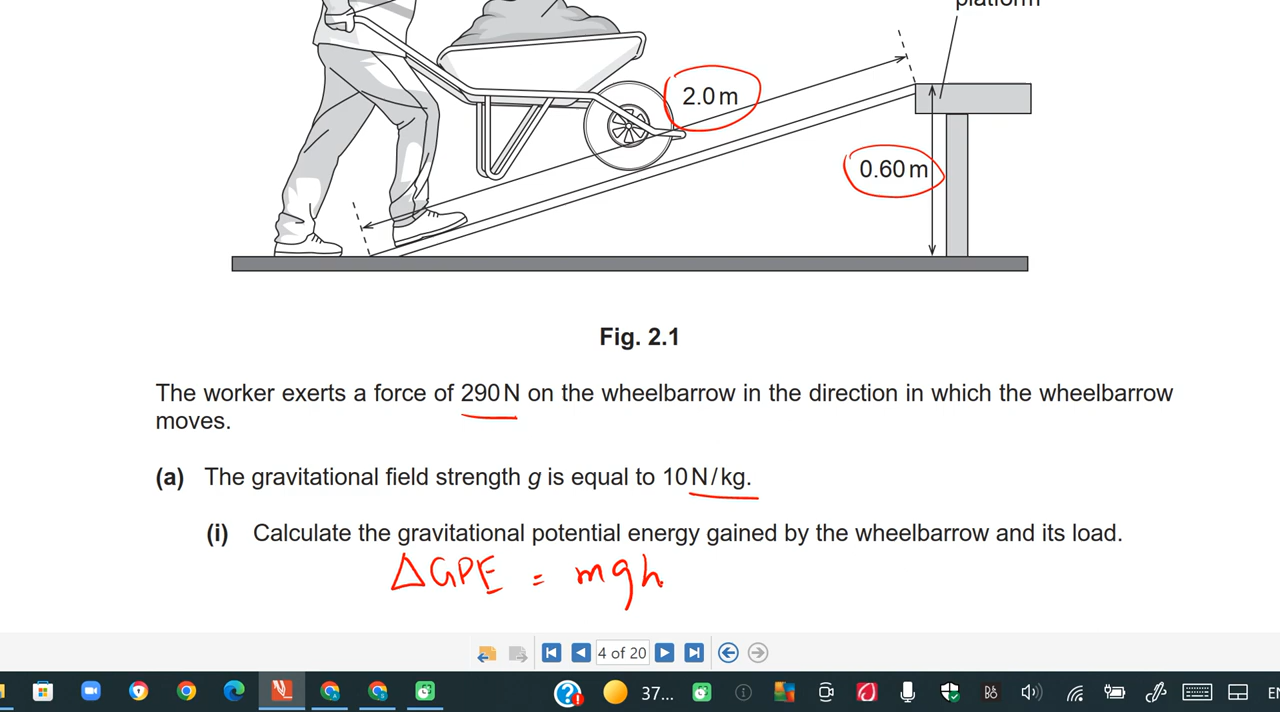 platform
2.0 m
0.60 m
Fig. 2.1
The worker exerts a force of 290 N on the wheelbarrow in the direction in which the wheelbarrow
moves.
(a) The gravitational field strength g is equal to 10 N/kg.
(i) Calculate the gravitational potential energy gained by the wheelbarrow and its load.
ΔGPE = mgh
4 of 20
37...